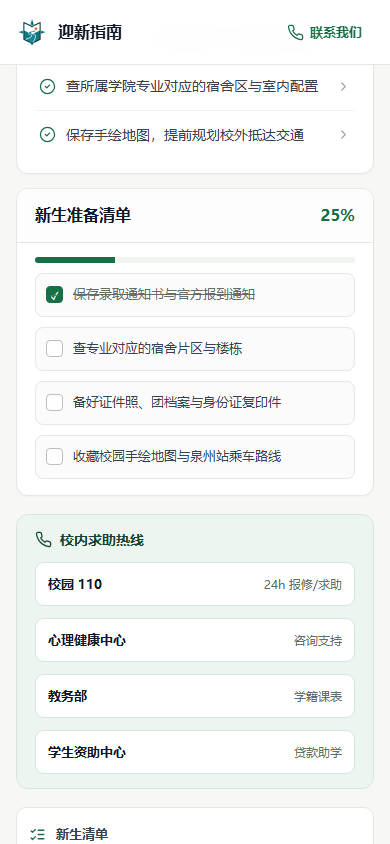 迎新指南
联系我们
查所属学院专业对应的宿舍区与室内配置
保存手绘地图，提前规划校外抵达交通
新生准备清单
25%
保存录取通知书与官方报到通知
查专业对应的宿舍片区与楼栋
备好证件照、团档案与身份证复印件
收藏校园手绘地图与泉州站乘车路线
校内求助热线
校园 110
24h 报修/求助
心理健康中心
咨询支持
教务部
学籍课表
学生资助中心
贷款助学
新生清单